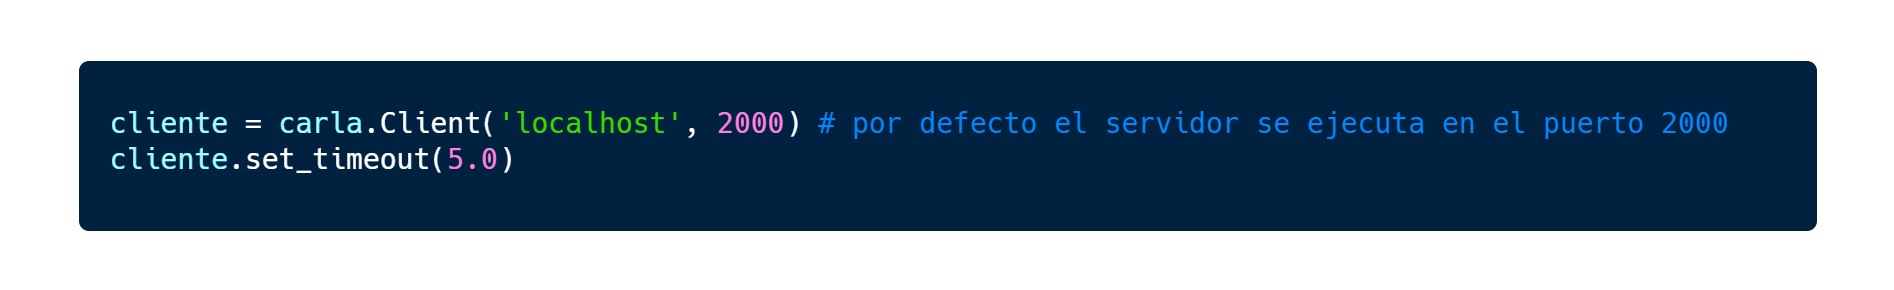 cliente = carla.Client('localhost', 2000) # por defecto el servidor se ejecuta en el puerto 2000
cliente.set_timeout(5.0)